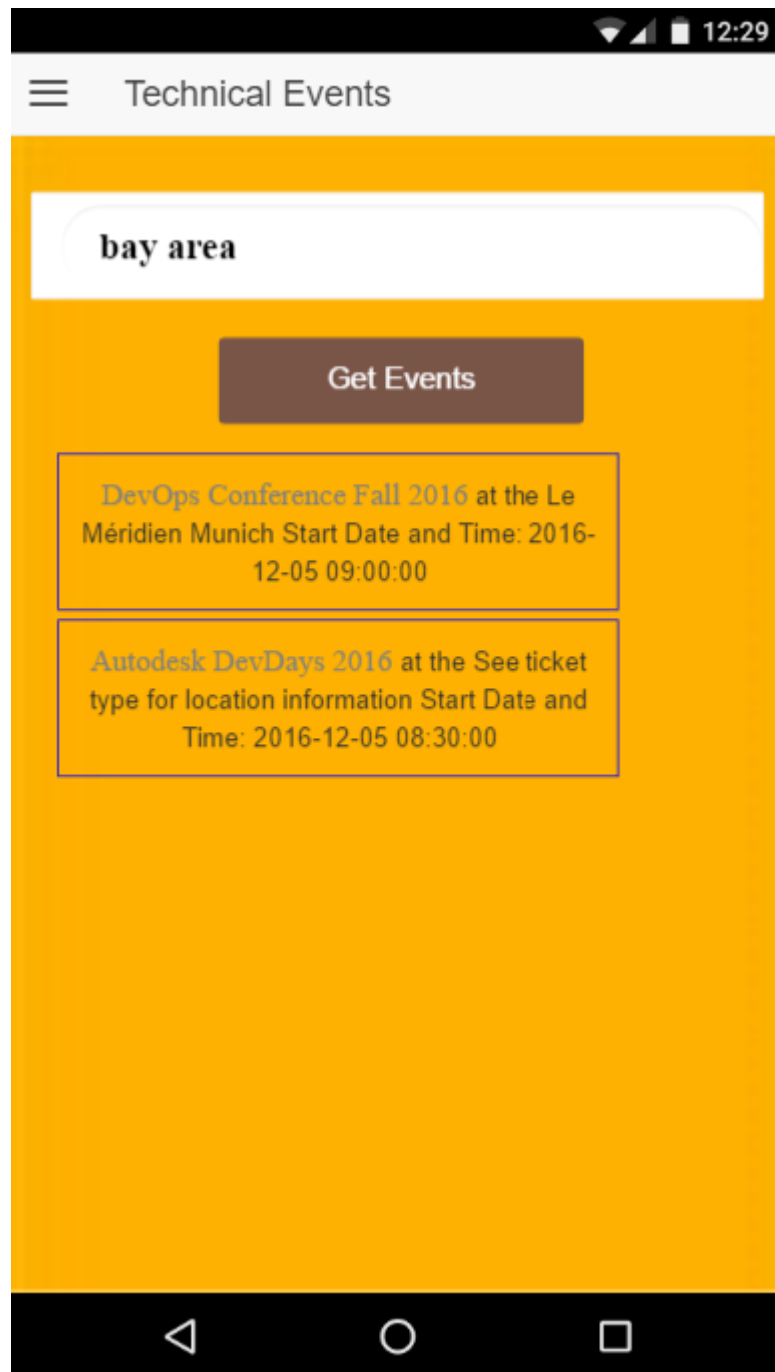 12:29
Technical Events
bay area
Get Events
DevOps Conference Fall 2016 at the Le
Méridien Munich Start Date and Time: 2016-
12-05 09:00:00
Autodesk DevDays 2016 at the See ticket
type for location information Start Date and
Time: 2016-12-05 08:30:00